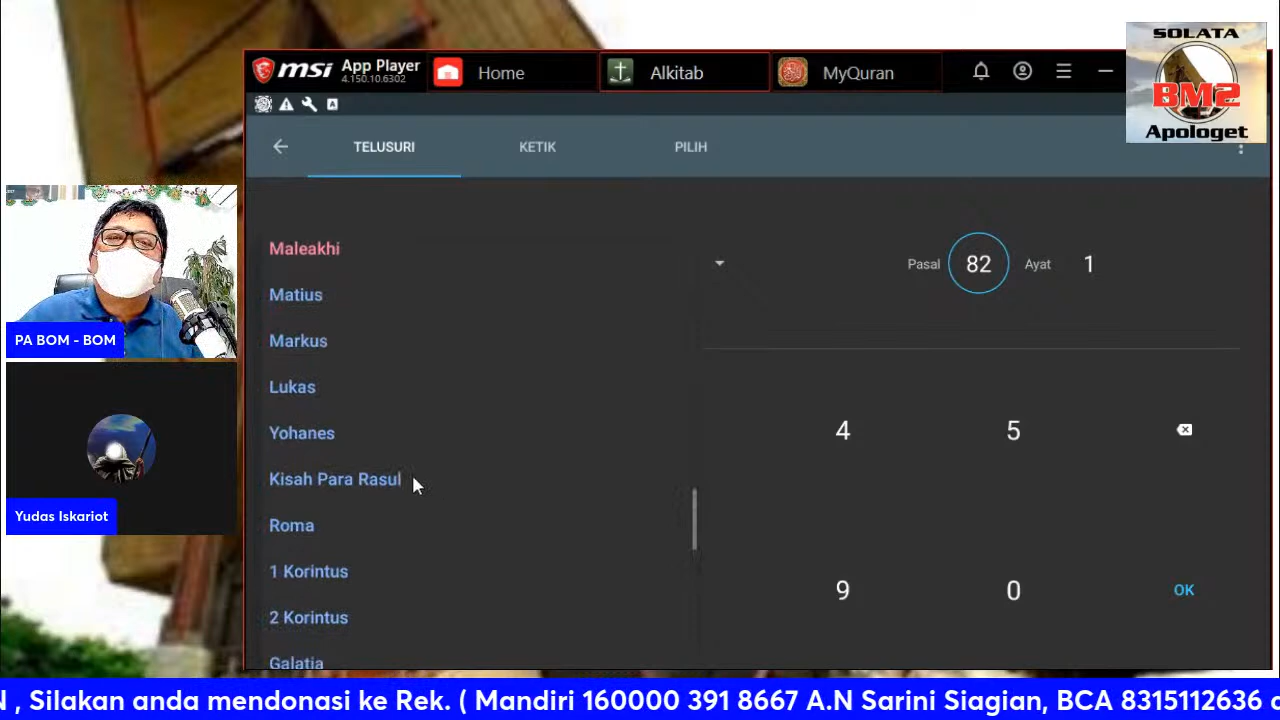 SOLATA
BM2
Apologet
msi App Player
4.150.10.6302
Home
Alkitab
MyQuran
TELUSURI
KETIK
PILIH
Maleakhi
Matius
Markus
Lukas
Yohanes
Kisah Para Rasul
Roma
1 Korintus
2 Korintus
Galatia
Pasal 82 Ayat 1
4 5
9 0 OK
PA BOM - BOM
Yudas Iskariot
N , Silakan anda mendonasi ke Rek. ( Mandiri 160000 391 8667 A.N Sarini Siagian, BCA 8315112636